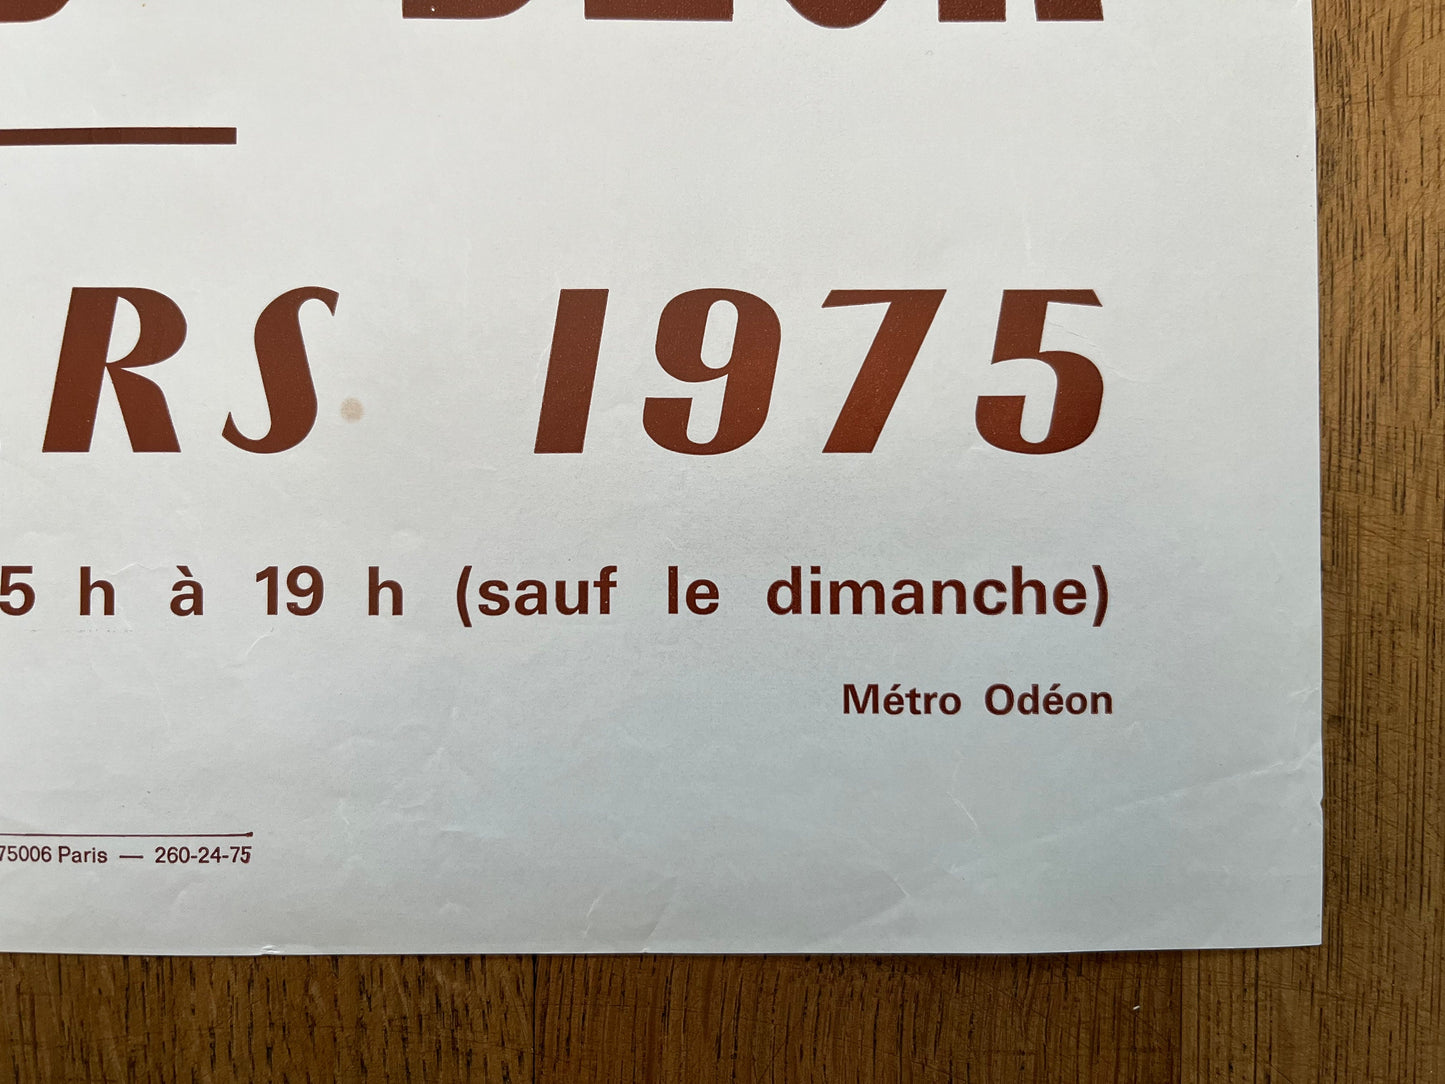 RS 1975
5 h à 19 h (sauf le dimanche)
Métro Odéon
75006 Paris — 260-24-75